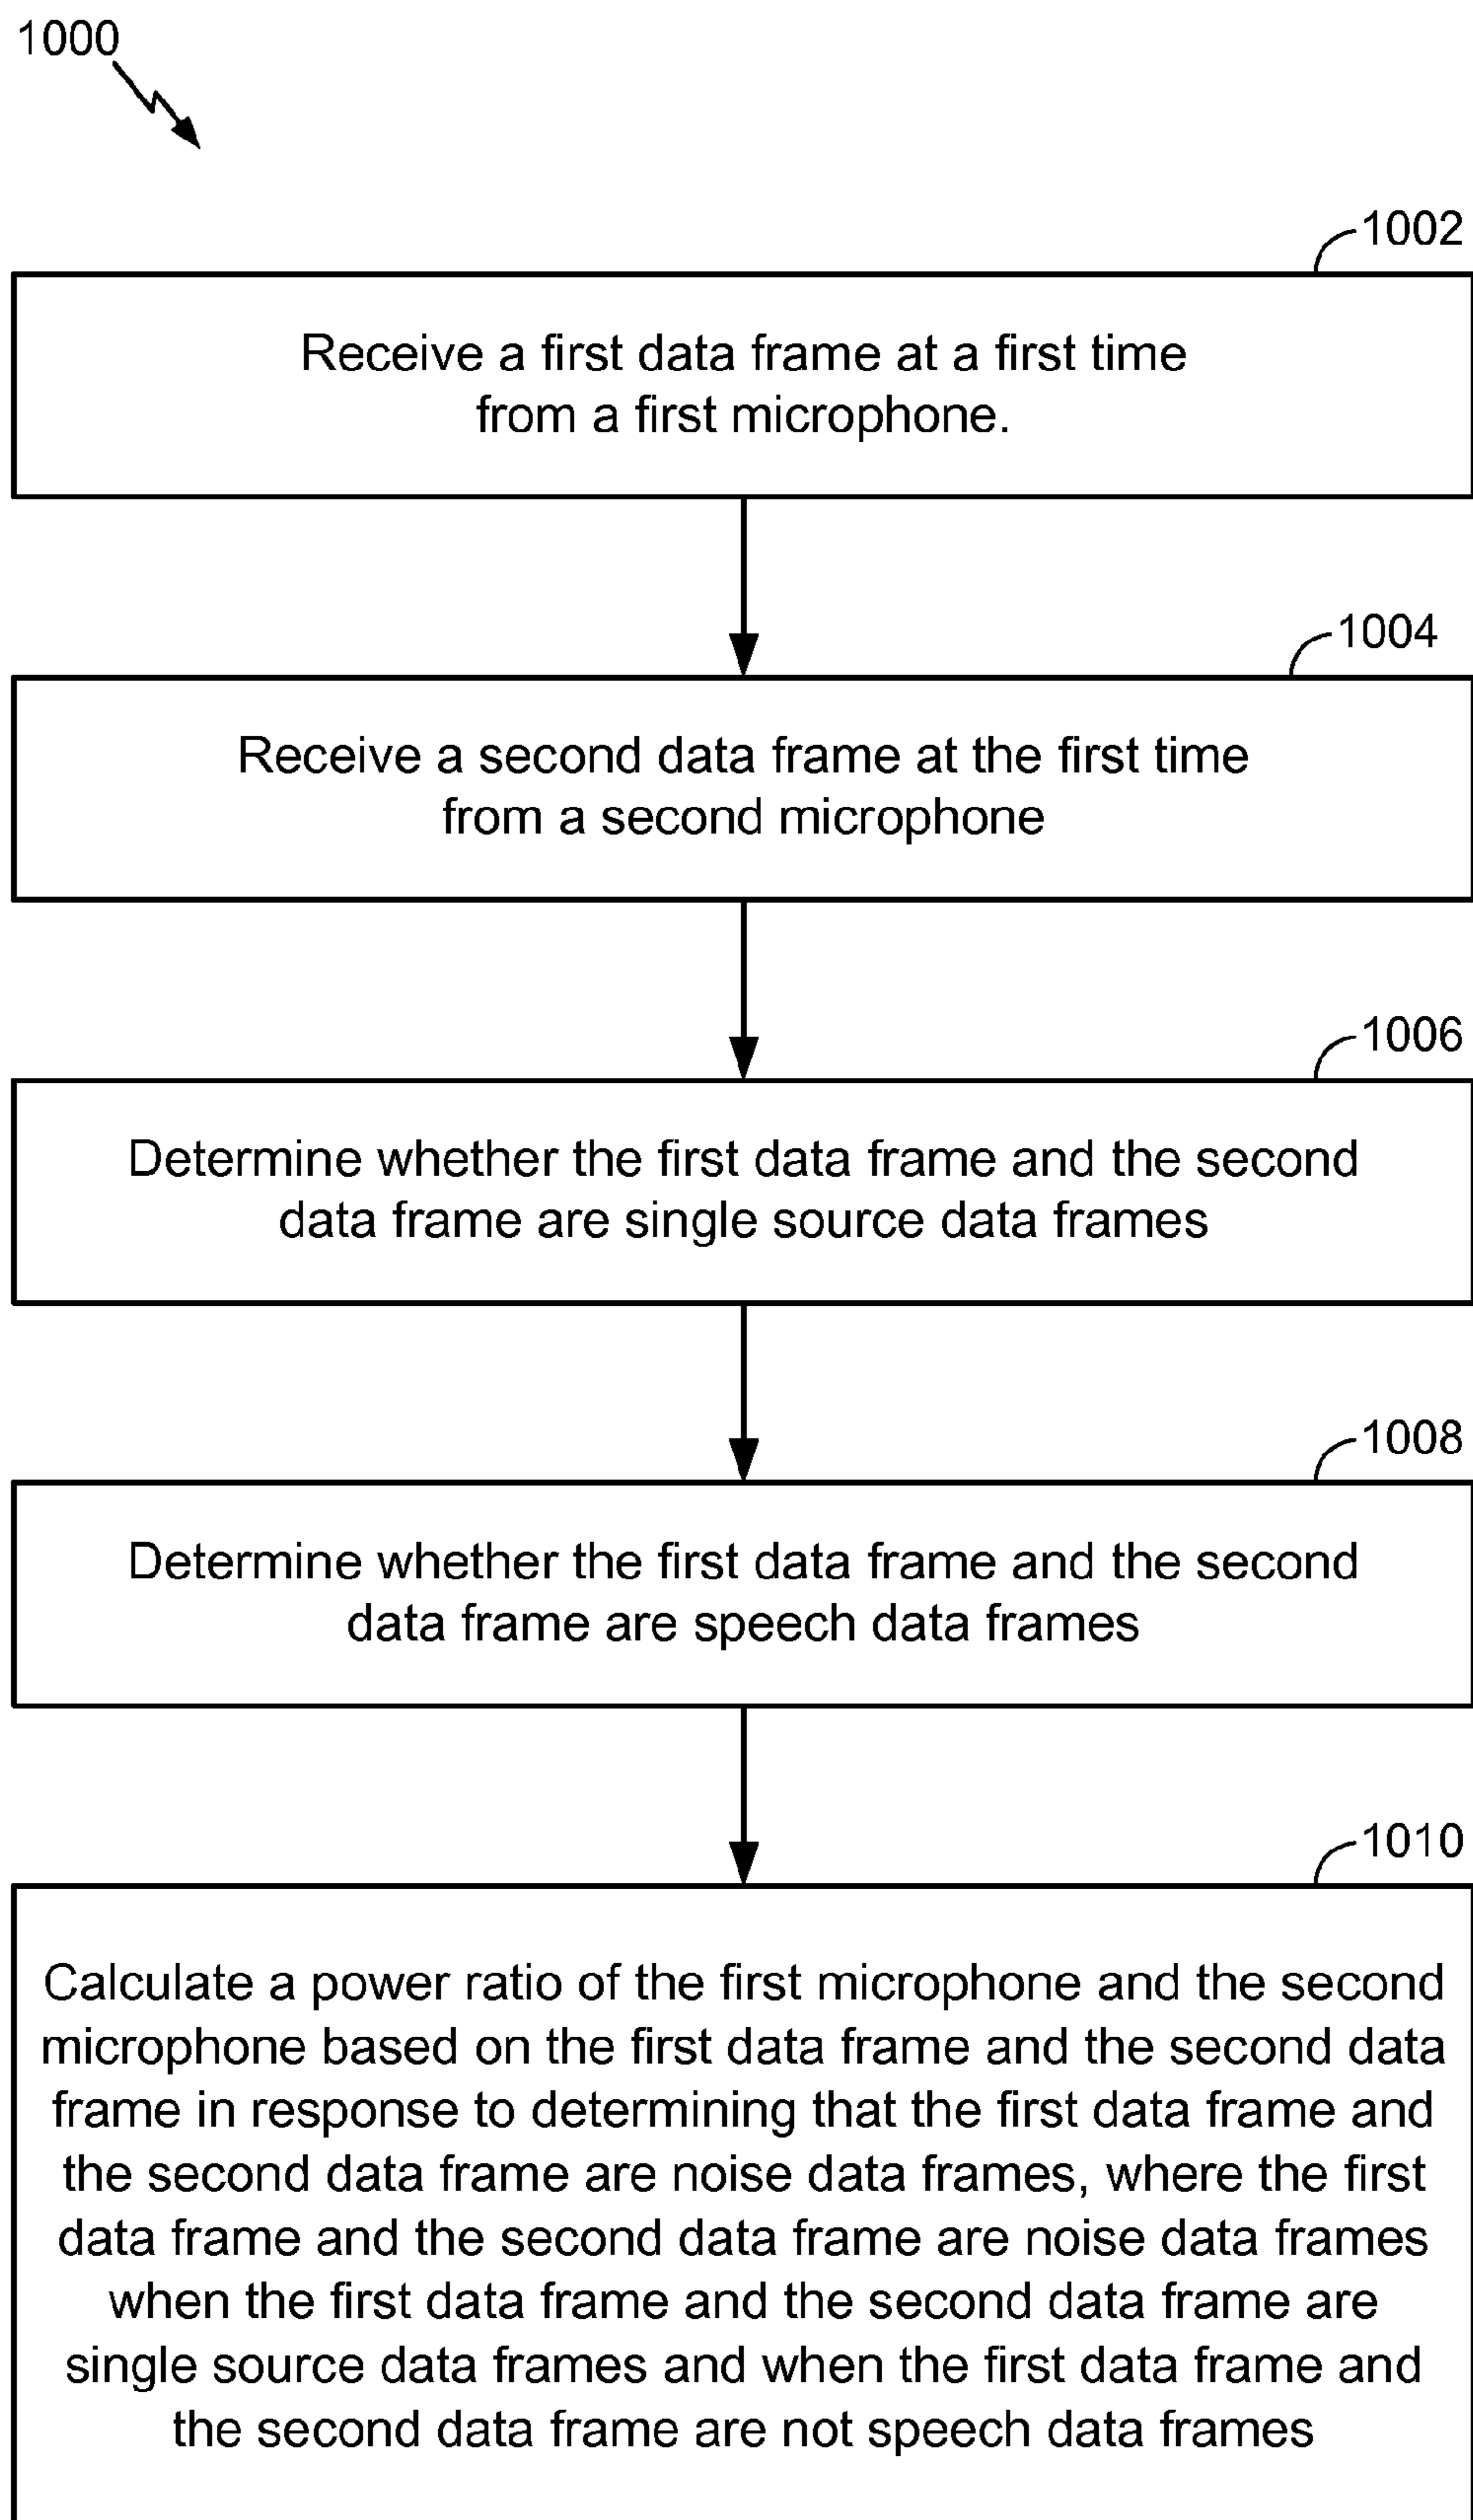 1000
1002
Receive a first data frame at a first time
from a first microphone.
1004
Receive a second data frame at the first time
from a second microphone
1006
Determine whether the first data frame and the second
data frame are single source data frames
1008
Determine whether the first data frame and the second
data frame are speech data frames
1010
Calculate a power ratio of the first microphone and the second
microphone based on the first data frame and the second data
frame in response to determining that the first data frame and
the second data frame are noise data frames, where the first
data frame and the second data frame are noise data frames
when the first data frame and the second data frame are
single source data frames and when the first data frame and
the second data frame are not speech data frames